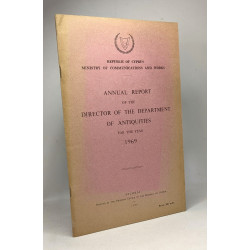 REPUBLIC OF CYPRUS
MINISTRY OF COMMUNICATIONS AND WORKS
ANNUAL REPORT
OF THE
DIRECTOR OF THE DEPARTMENT
OF ANTIQUITIES
FOR THE YEAR
1969